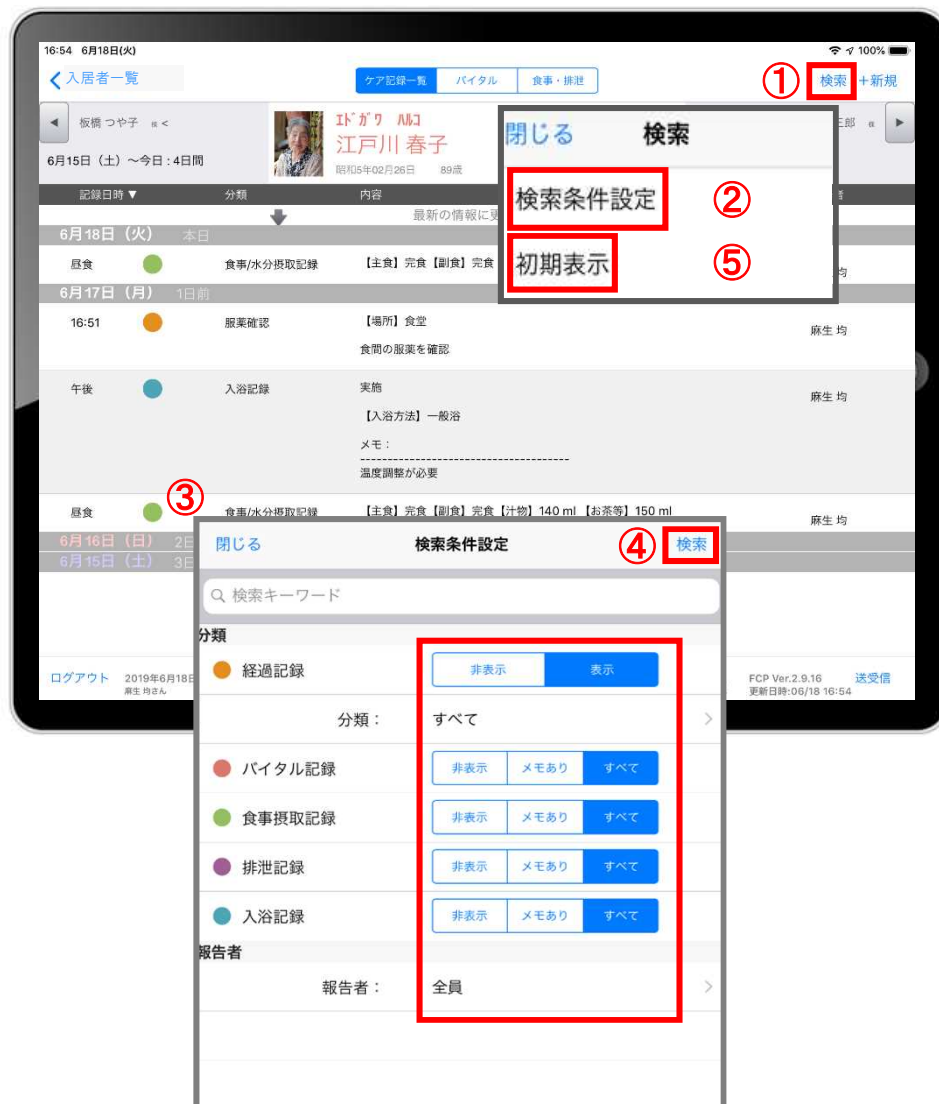 16:54 6月18日(火) 100%
入居者一覧 ケア記録一覧 バイタル 食事・排泄 ① 検索 +新規
板橋 つや子 様 <
エドガワ ハルコ
江戸川 春子
昭和5年02月26日 89歳
6月15日（土）～今日：4日間
閉じる 検索
検索条件設定 ②
初期表示 ⑤
記録日時 ▼ 分類 内容
最新の情報に更
6月18日（火） 本日
昼食 食事/水分摂取記録 【主食】完食【副食】完食
6月17日（月） 1日前
16:51 服薬確認 【場所】食堂 麻生 均
食間の服薬を確認
午後 入浴記録 実施 麻生 均
【入浴方法】一般浴
メモ：
--------------------------------------
温度調整が必要
③
昼食 食事/水分摂取記録 【主食】完食【副食】完食【汁物】140 ml 【お茶等】150 ml 麻生 均
6月16日（日） 2日
6月15日（土） 3日
閉じる 検索条件設定 ④ 検索
検索キーワード
分類
経過記録 非表示 表示
分類： すべて
バイタル記録 非表示 メモあり すべて
食事摂取記録 非表示 メモあり すべて
排泄記録 非表示 メモあり すべて
入浴記録 非表示 メモあり すべて
報告者
報告者： 全員
ログアウト 2019年6月18日
麻生 均さん
FCP Ver.2.9.16 送受信
更新日時:06/18 16:54